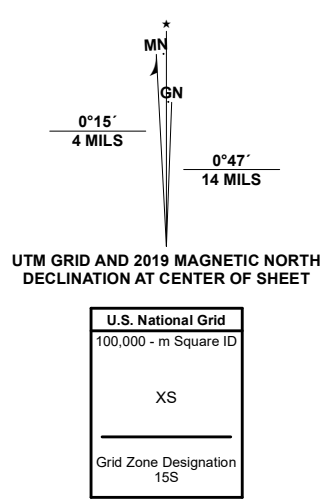 ★
MN
GN
0°15´
4 MILS
0°47´
14 MILS
UTM GRID AND 2019 MAGNETIC NORTH
DECLINATION AT CENTER OF SHEET
U.S. National Grid
100,000 - m Square ID
XS
Grid Zone Designation
15S